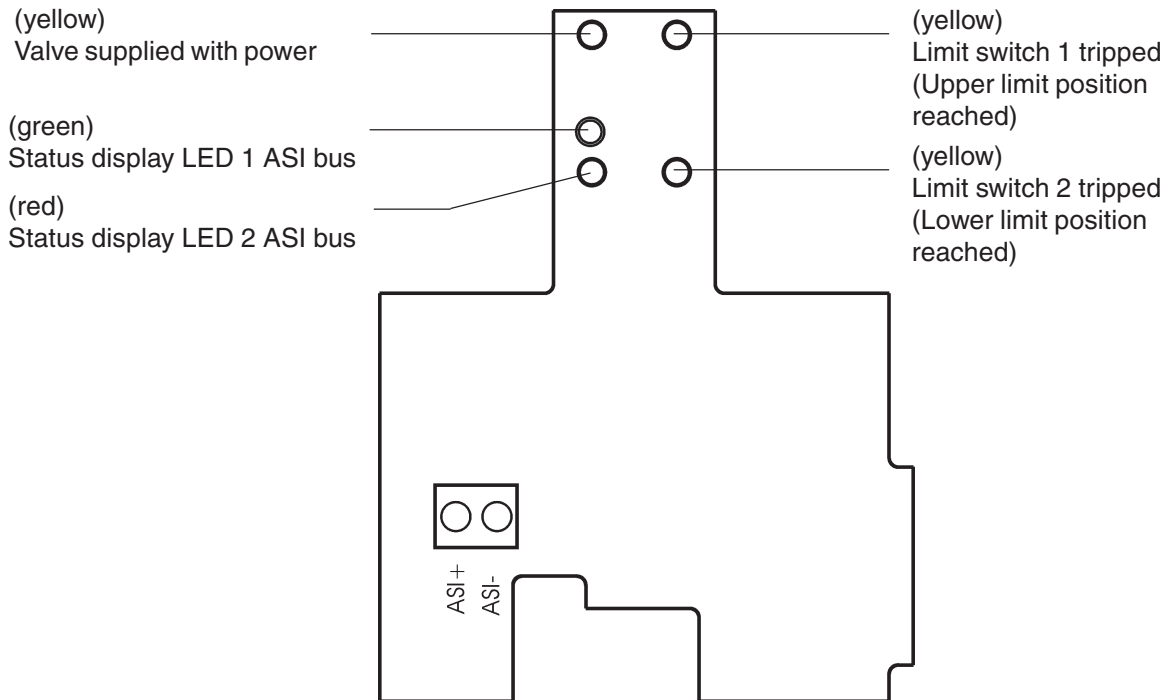 (yellow)
Valve supplied with power
(green)
Status display LED 1 ASI bus
(red)
Status display LED 2 ASI bus
(yellow)
Limit switch 1 tripped
(Upper limit position
reached)
(yellow)
Limit switch 2 tripped
(Lower limit position
reached)
ASI+
ASI-